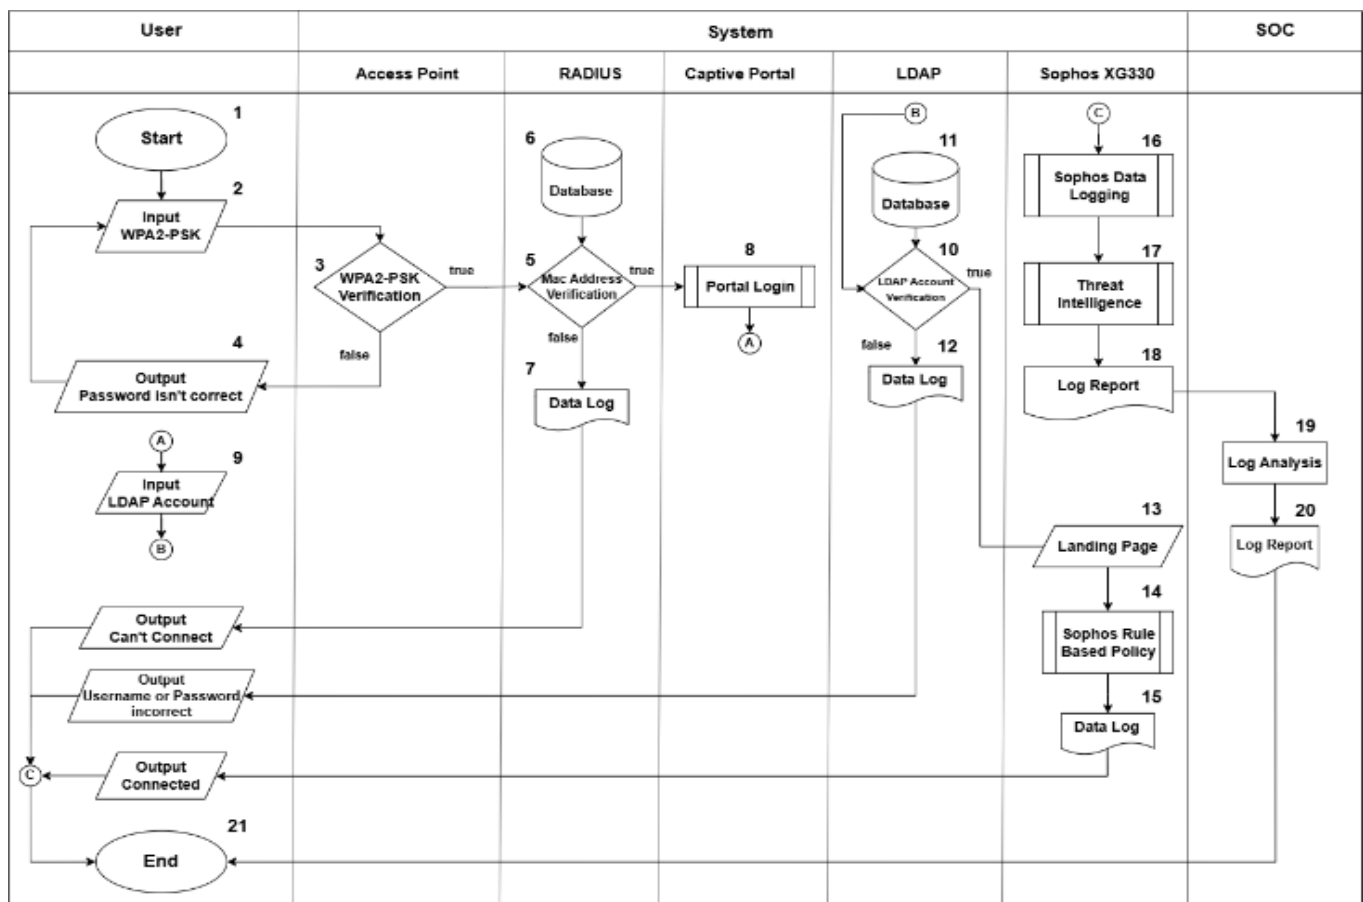 User
System
SOC
Access Point
RADIUS
Captive Portal
LDAP
Sophos XG330
1
Start
2
Input
WPA2-PSK
3
WPA2-PSK
Verification
true
false
4
Output
Password isn't correct
6
Database
5
Mac Address
Verification
true
false
7
Data Log
8
Portal Login
A
A
9
Input
LDAP Account
B
B
11
Database
10
LDAP Account
Verification
true
false
12
Data Log
C
16
Sophos Data
Logging
17
Threat
Intelligence
18
Log Report
19
Log Analysis
20
Log Report
13
Landing Page
14
Sophos Rule
Based Policy
15
Data Log
Output
Can't Connect
Output
Username or Password
incorrect
C
Output
Connected
21
End